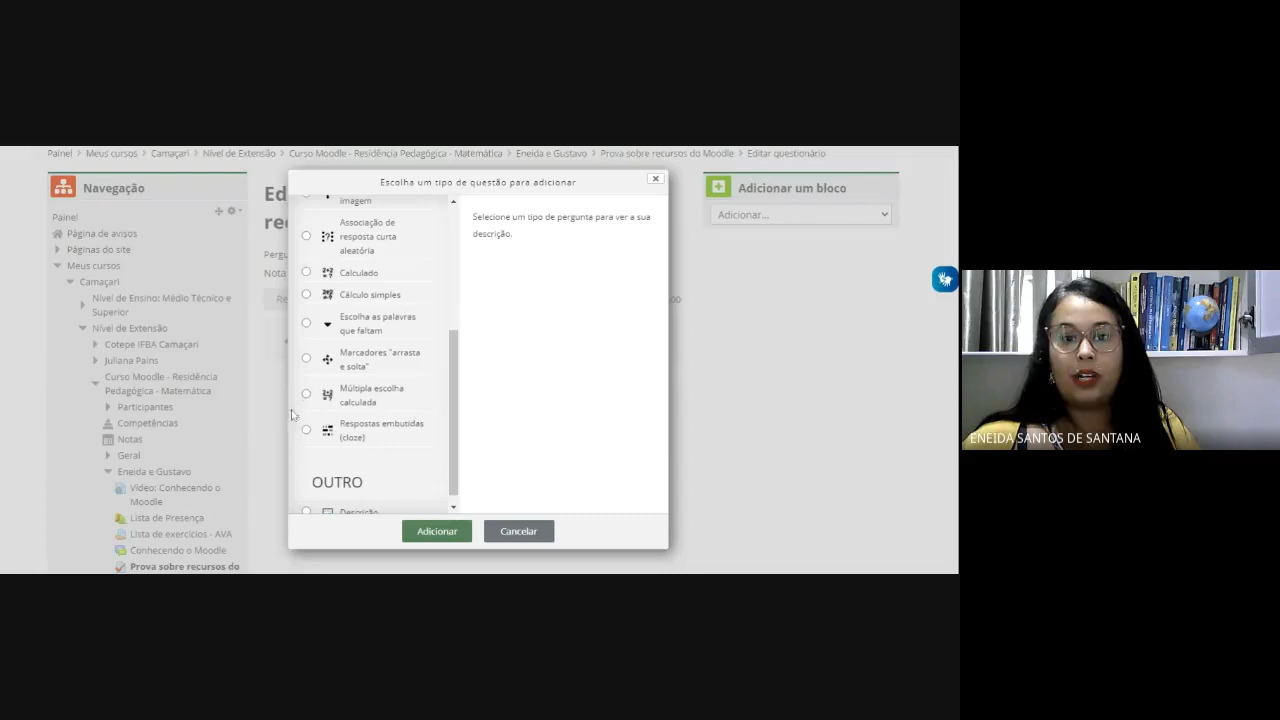 Painel > Meus cursos > Camaçari > Nível de Extensão > Curso Moodle - Residência Pedagógica - Matemática > Eneida e Gustavo > Prova sobre recursos do Moodle > Editar questionário
Navegação
Painel
Página de avisos
Páginas do site
Meus cursos
Camaçari
Nível de Ensino: Médio Técnico e
Superior
Nível de Extensão
Cotepe IFBA Camaçari
Juliana Pains
Curso Moodle - Residência
Pedagógica - Matemática
Participantes
Competências
Notas
Geral
Eneida e Gustavo
Vídeo: Conhecendo o
Moodle
Lista de Presença
Lista de exercícios - AVA
Conhecendo o Moodle
Prova sobre recursos do
Escolha um tipo de questão para adicionar
imagem
Associação de
resposta curta
aleatória
Calculado
Cálculo simples
Escolha as palavras
que faltam
Marcadores "arrasta
e solta"
Múltipla escolha
calculada
Respostas embutidas
(cloze)
OUTRO
Descrição
Selecione um tipo de pergunta para ver a sua
descrição.
Adicionar
Cancelar
Adicionar um bloco
Adicionar...
ENEIDA SANTOS DE SANTANA